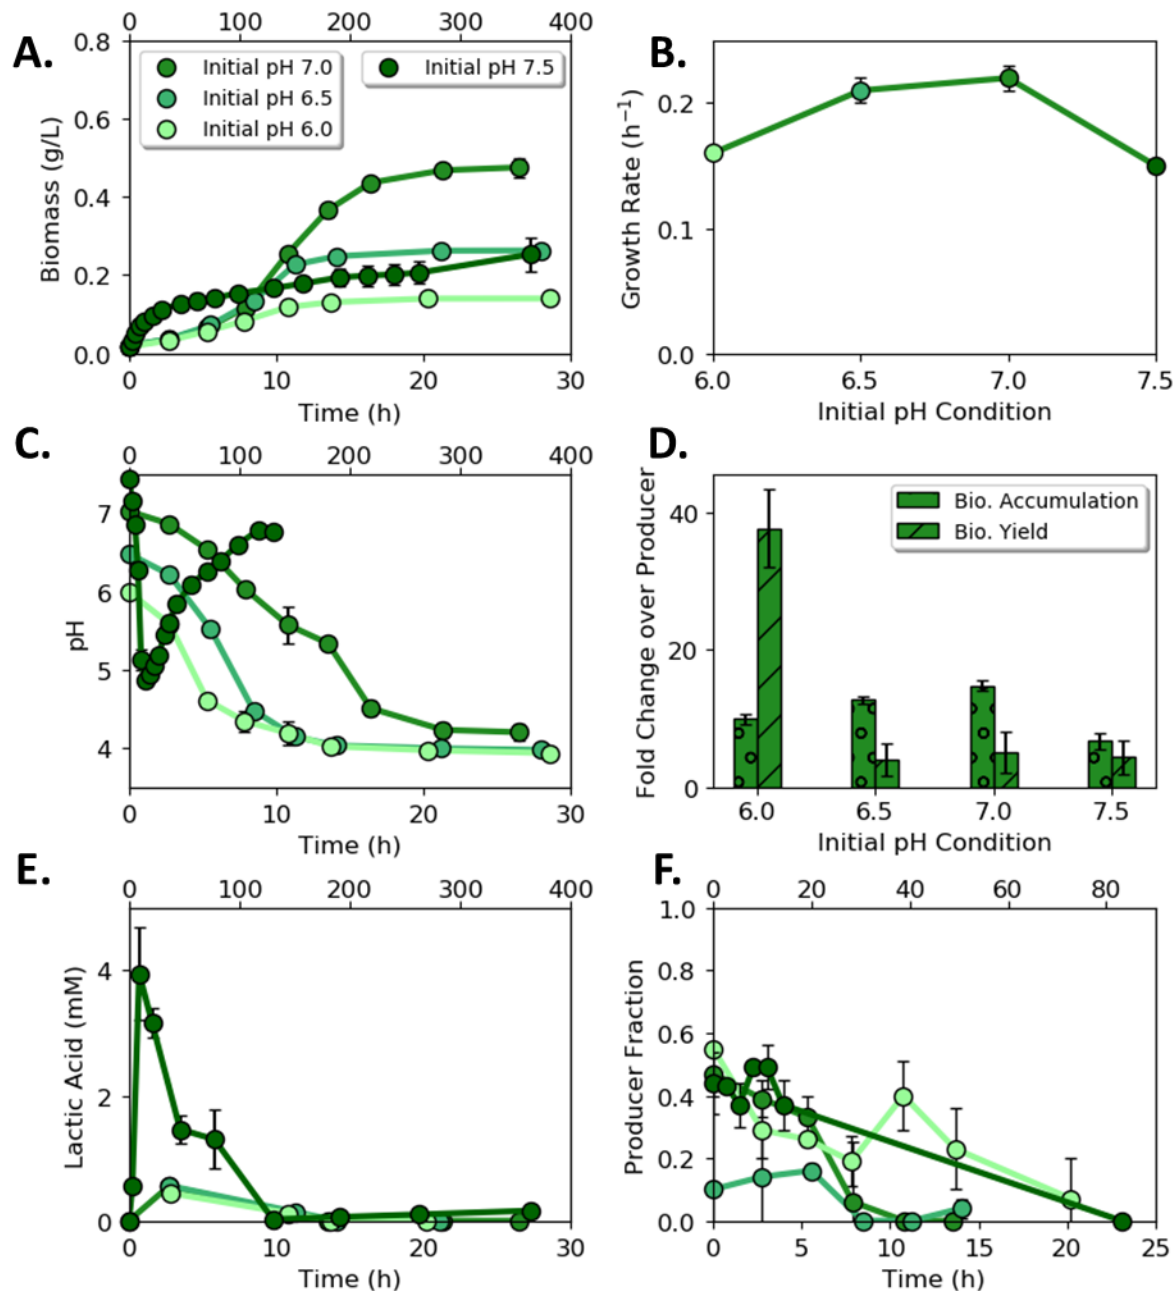 A.
0 100 200 300 400
0.8
0.6
0.4
0.2
0.0
Biomass (g/L)
Initial pH 7.0
Initial pH 6.5
Initial pH 6.0
Initial pH 7.5
0 10 20 30
Time (h)
B.
0.2
0.1
0.0
Growth Rate (h⁻¹)
6.0 6.5 7.0 7.5
Initial pH Condition
C.
0 100 200 300 400
7
6
5
4
pH
0 10 20 30
Time (h)
D.
40
20
0
Fold Change over Producer
Bio. Accumulation
Bio. Yield
6.0 6.5 7.0 7.5
Initial pH Condition
E.
0 100 200 300 400
4
2
0
Lactic Acid (mM)
0 10 20 30
Time (h)
F.
0 20 40 60 80
1.0
0.8
0.6
0.4
0.2
0.0
Producer Fraction
0 5 10 15 20 25
Time (h)